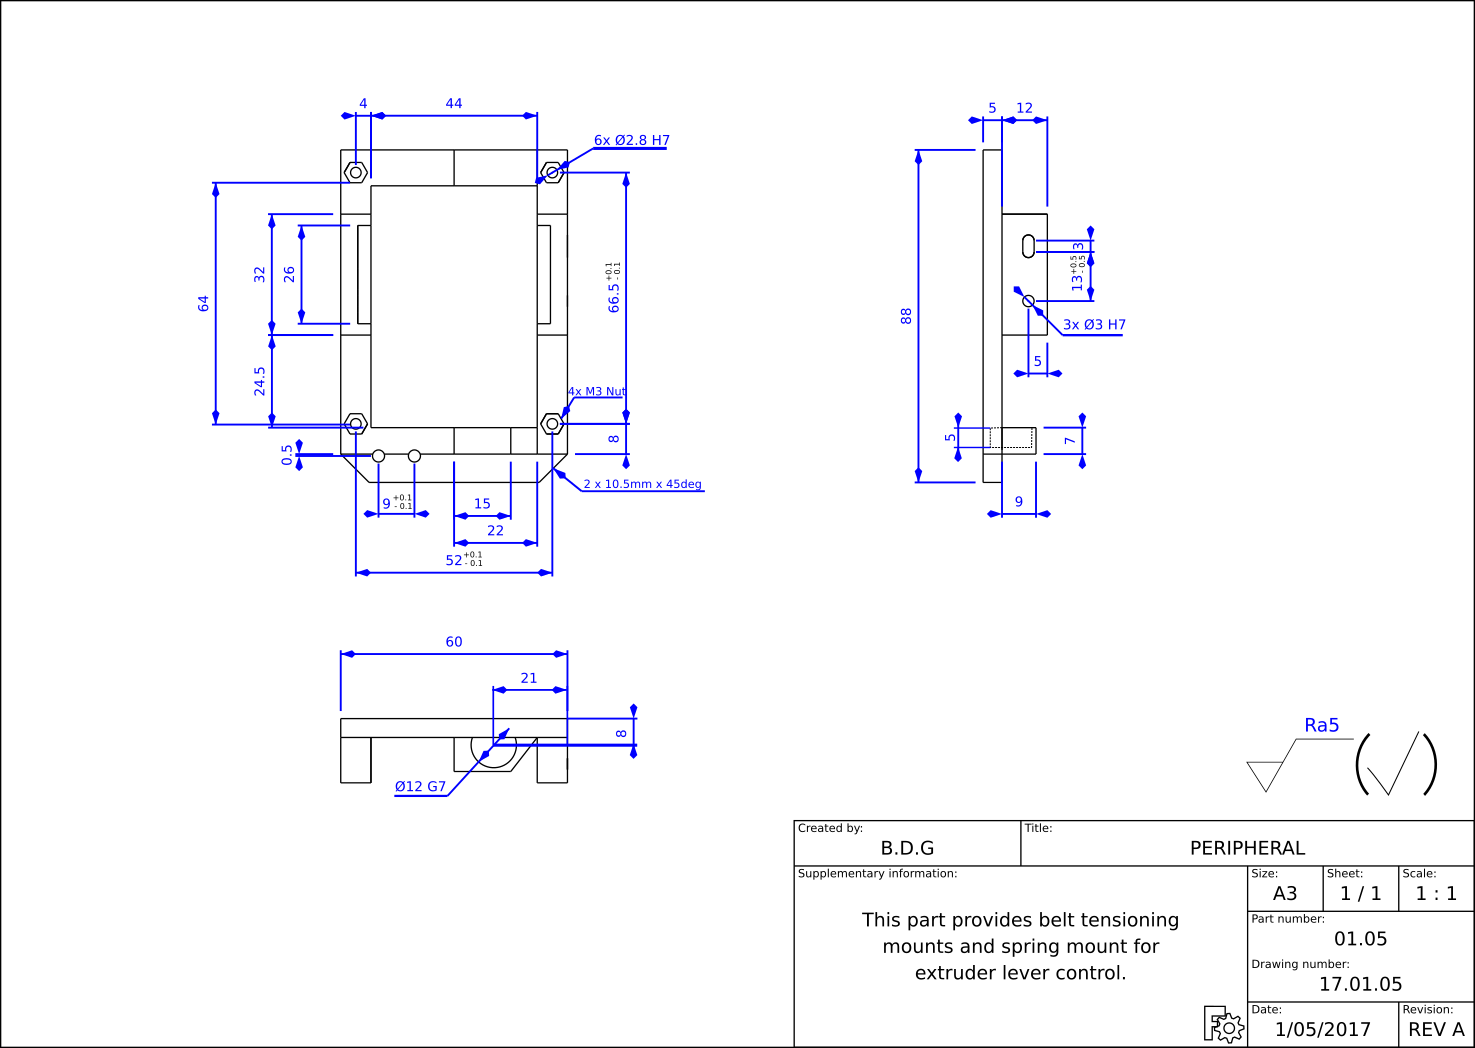 4
44
6x Ø2.8 H7
64
32
26
24.5
66.5 +0.1 - 0.1
4x M3 Nut
8
0.5
9 +0.1 - 0.1
15
22
52 +0.1 - 0.1
2 x 10.5mm x 45deg
5
12
88
3
13 +0.5 - 0.5
3x Ø3 H7
5
5
7
9
60
21
8
Ø12 G7
Ra5
Created by:
B.D.G
Title:
PERIPHERAL
Supplementary information:
This part provides belt tensioning
mounts and spring mount for
extruder lever control.
Size:
A3
Sheet:
1 / 1
Scale:
1 : 1
Part number:
01.05
Drawing number:
17.01.05
Date:
1/05/2017
Revision:
REV A